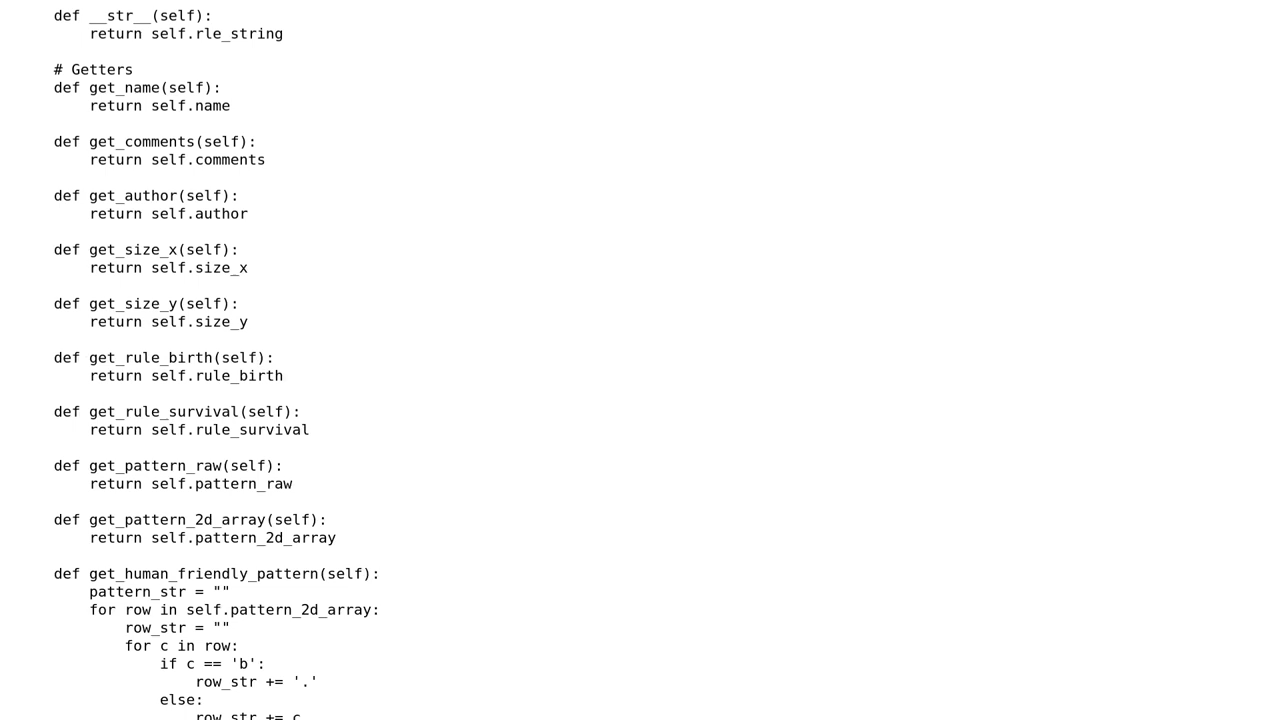 def __str__(self):
    return self.rle_string

# Getters
def get_name(self):
    return self.name

def get_comments(self):
    return self.comments

def get_author(self):
    return self.author

def get_size_x(self):
    return self.size_x

def get_size_y(self):
    return self.size_y

def get_rule_birth(self):
    return self.rule_birth

def get_rule_survival(self):
    return self.rule_survival

def get_pattern_raw(self):
    return self.pattern_raw

def get_pattern_2d_array(self):
    return self.pattern_2d_array

def get_human_friendly_pattern(self):
    pattern_str = ""
    for row in self.pattern_2d_array:
        row_str = ""
        for c in row:
            if c == 'b':
                row_str += '.'
            else:
                row_str += c